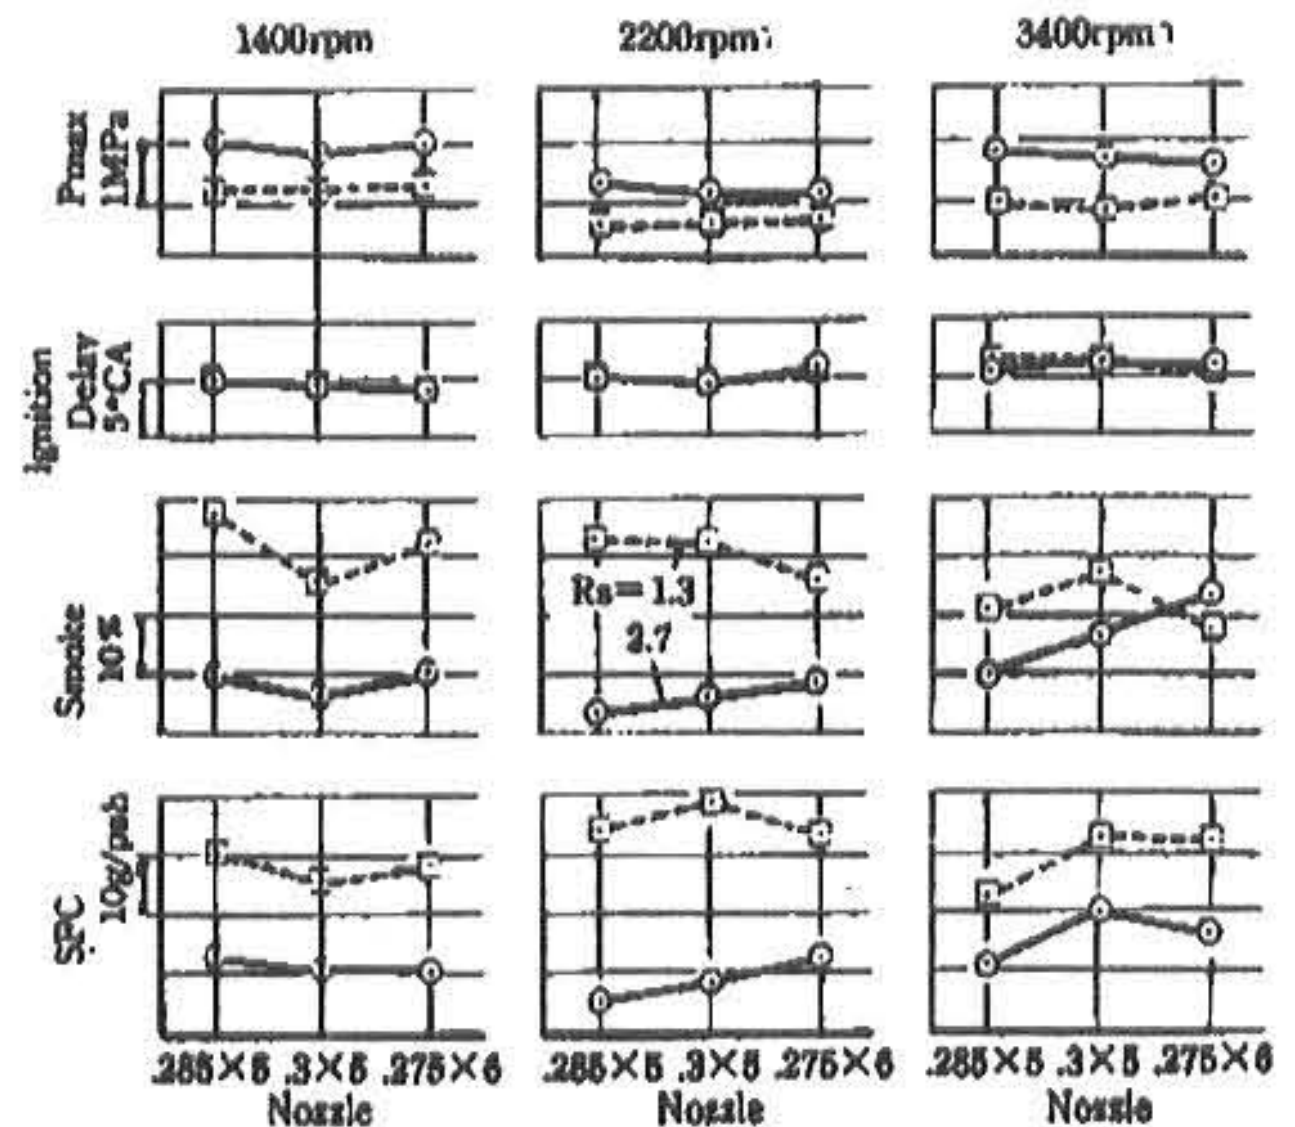 1400rpm 2200rpm 3400rpm
Pmax
1MPa
Ignition
Delay
5°CA
Smoke
10%
Rs=1.3
2.7
SFC
10g/psh
.285×5 .3×5 .275×6 .285×5 .3×5 .275×6 .285×5 .3×5 .275×6
Nozzle Nozzle Nozzle